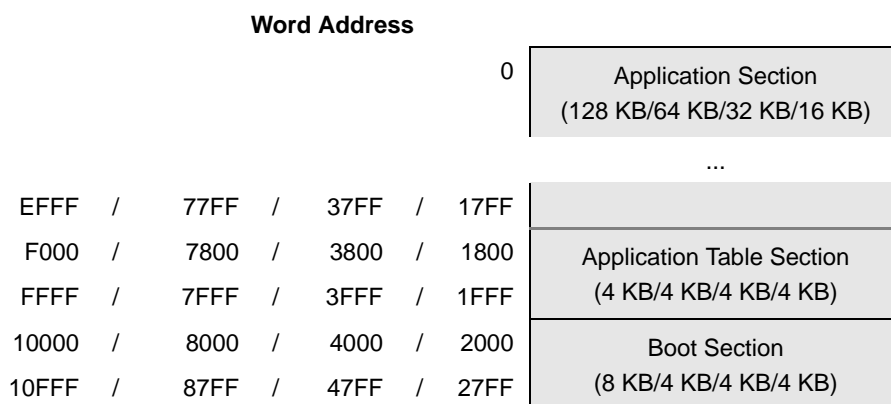 Word Address
0
Application Section
(128 KB/64 KB/32 KB/16 KB)
...
EFFF / 77FF / 37FF / 17FF
F000 / 7800 / 3800 / 1800
Application Table Section
FFFF / 7FFF / 3FFF / 1FFF
(4 KB/4 KB/4 KB/4 KB)
10000 / 8000 / 4000 / 2000
Boot Section
10FFF / 87FF / 47FF / 27FF
(8 KB/4 KB/4 KB/4 KB)